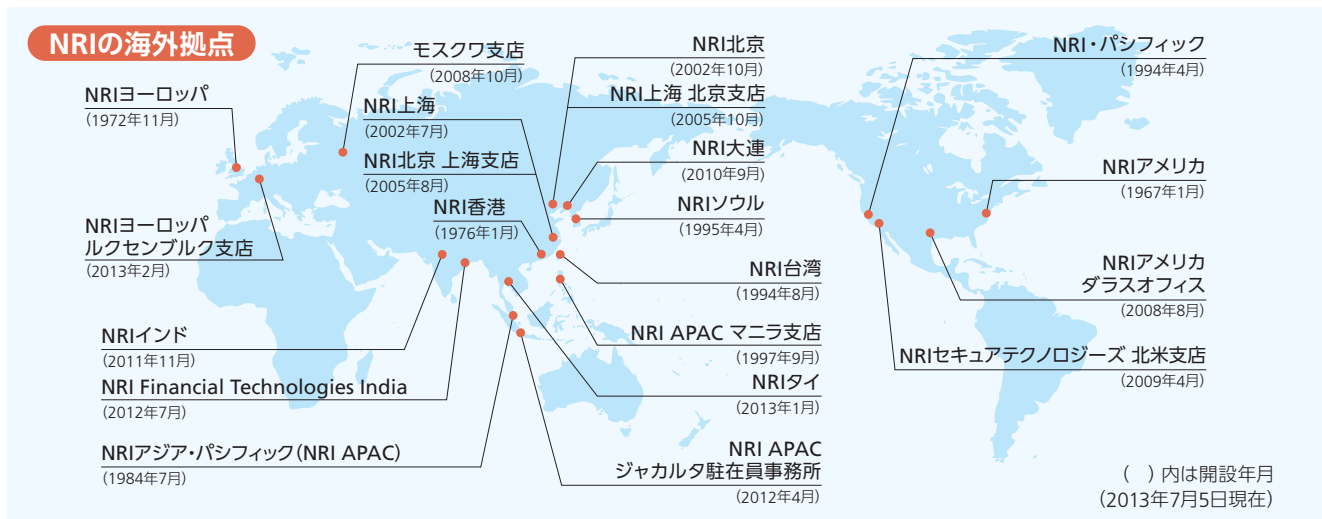 NRIの海外拠点
NRIヨーロッパ
(1972年11月)
NRIヨーロッパ
ルクセンブルク支店
(2013年2月)
モスクワ支店
(2008年10月)
NRI上海
(2002年7月)
NRI北京 上海支店
(2005年8月)
NRI香港
(1976年1月)
NRIインド
(2011年11月)
NRI Financial Technologies India
(2012年7月)
NRIアジア・パシフィック(NRI APAC)
(1984年7月)
NRI北京
(2002年10月)
NRI上海 北京支店
(2005年10月)
NRI大連
(2010年9月)
NRIソウル
(1995年4月)
NRI台湾
(1994年8月)
NRI APAC マニラ支店
(1997年9月)
NRIタイ
(2013年1月)
NRI APAC
ジャカルタ駐在員事務所
(2012年4月)
NRI・パシフィック
(1994年4月)
NRIアメリカ
(1967年1月)
NRIアメリカ
ダラスオフィス
(2008年8月)
NRIセキュアテクノロジーズ 北米支店
(2009年4月)
( )内は開設年月
(2013年7月5日現在)